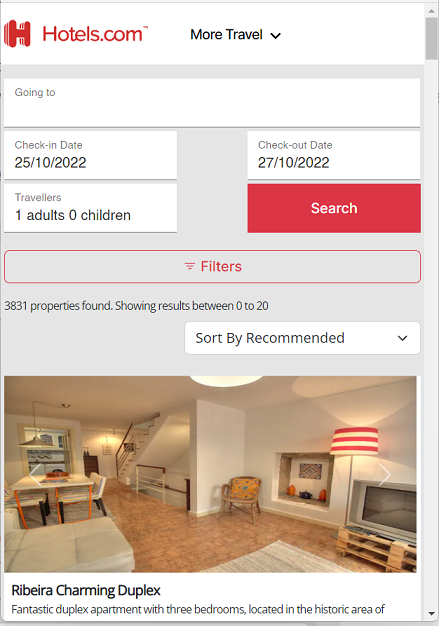 Hotels.com™
More Travel
Going to
Check-in Date
25/10/2022
Check-out Date
27/10/2022
Travellers
1 adults 0 children
Search
Filters
3831 properties found. Showing results between 0 to 20
Sort By Recommended
Ribeira Charming Duplex
Fantastic duplex apartment with three bedrooms, located in the historic area of